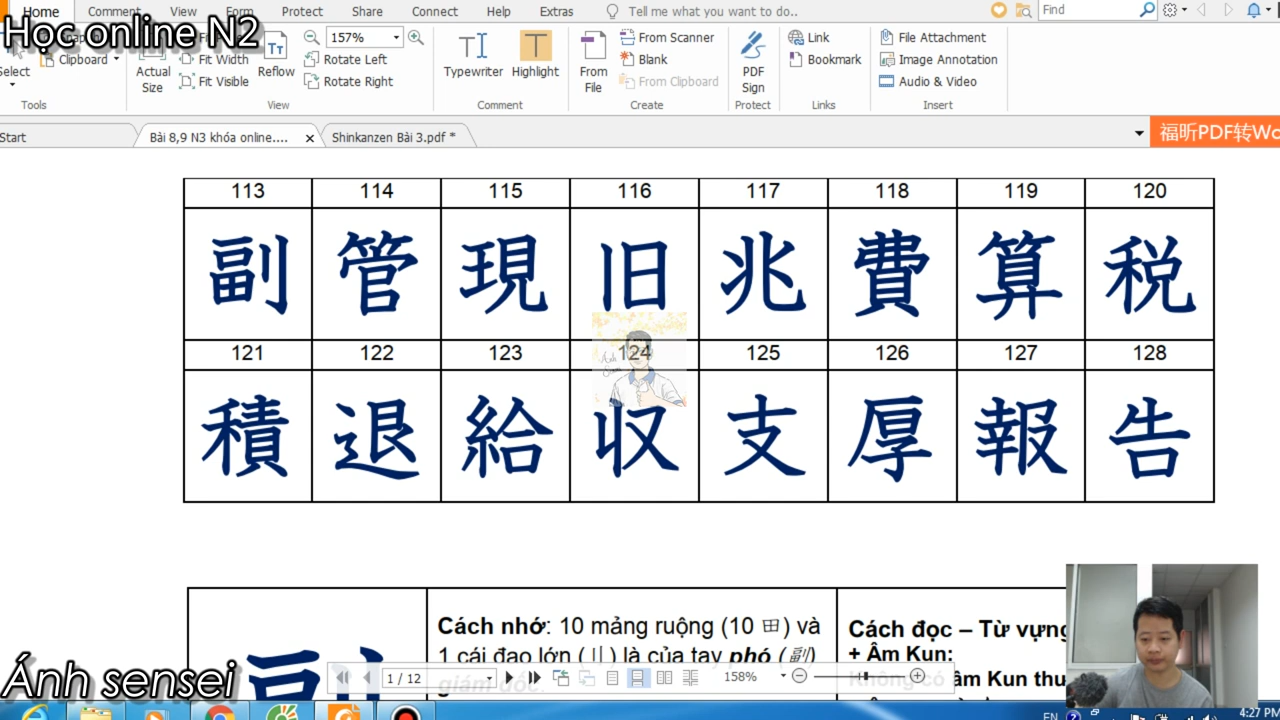 Home Comment View Form Protect Share Connect Help Extras Tell me what you want to do.. Find
Học online N2
Select
Clipboard
Tools
Actual Size
Fit Width
Fit Visible
Reflow
157%
Rotate Left
Rotate Right
View
Typewriter
Highlight
Comment
From File
From Scanner
Blank
From Clipboard
Create
PDF Sign
Protect
Link
Bookmark
Links
File Attachment
Image Annotation
Audio & Video
Insert
Start
Bài 8,9 N3 khóa online....
Shinkanzen Bài 3.pdf *
福昕PDF转Wo
113 114 115 116 117 118 119 120
副 管 現 旧 兆 費 算 税
121 122 123 124 125 126 127 128
積 退 給 収 支 厚 報 告
Cách nhớ: 10 mảng ruộng (10 田) và
1 cái đao lớn (刂) là của tay phó (副)
giám đốc.
Cách đọc – Từ vựng
+ Âm Kun:
Không có âm Kun thu
Ánh sensei
1 / 12
158%
EN
4:27 PM